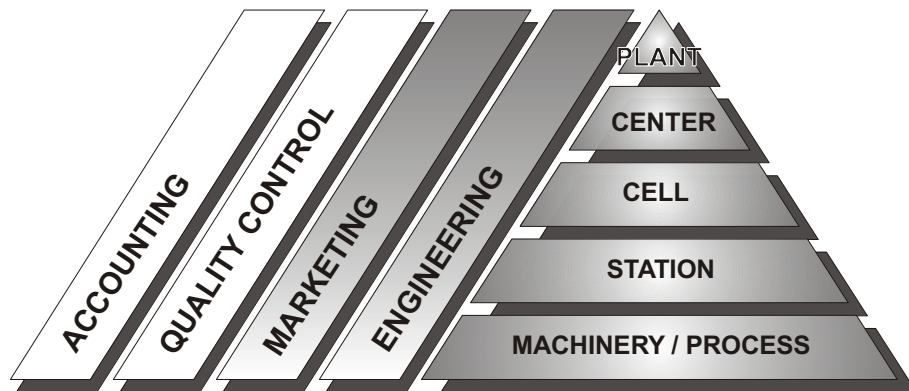 ACCOUNTING
QUALITY CONTROL
MARKETING
ENGINEERING
PLANT
CENTER
CELL
STATION
MACHINERY / PROCESS